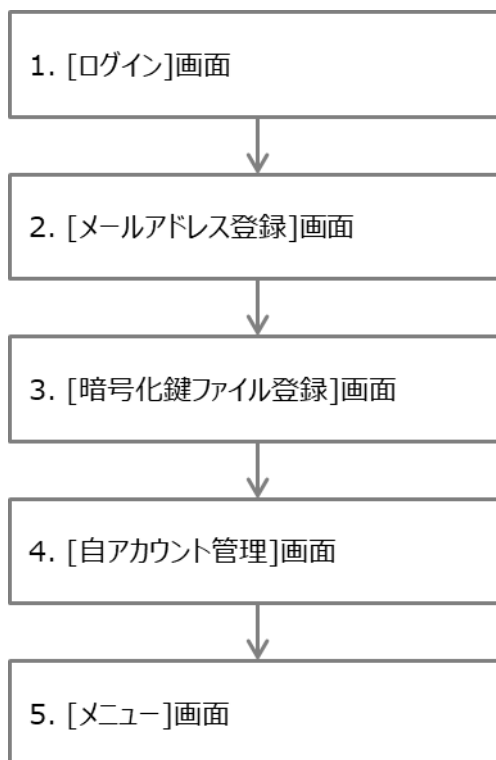 1. [ログイン]画面
2. [メールアドレス登録]画面
3. [暗号化鍵ファイル登録]画面
4. [自アカウント管理]画面
5. [メニュー]画面